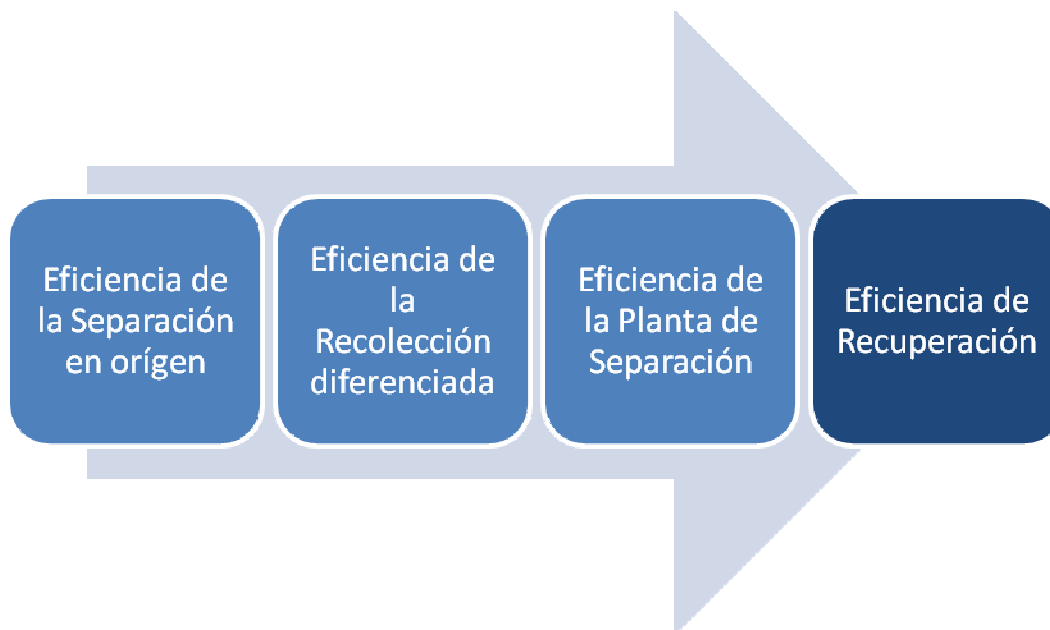 Eficiencia de
la Separación
en orígen
Eficiencia de
la
Recolección
diferenciada
Eficiencia de
la Planta de
Separación
Eficiencia de
Recuperación